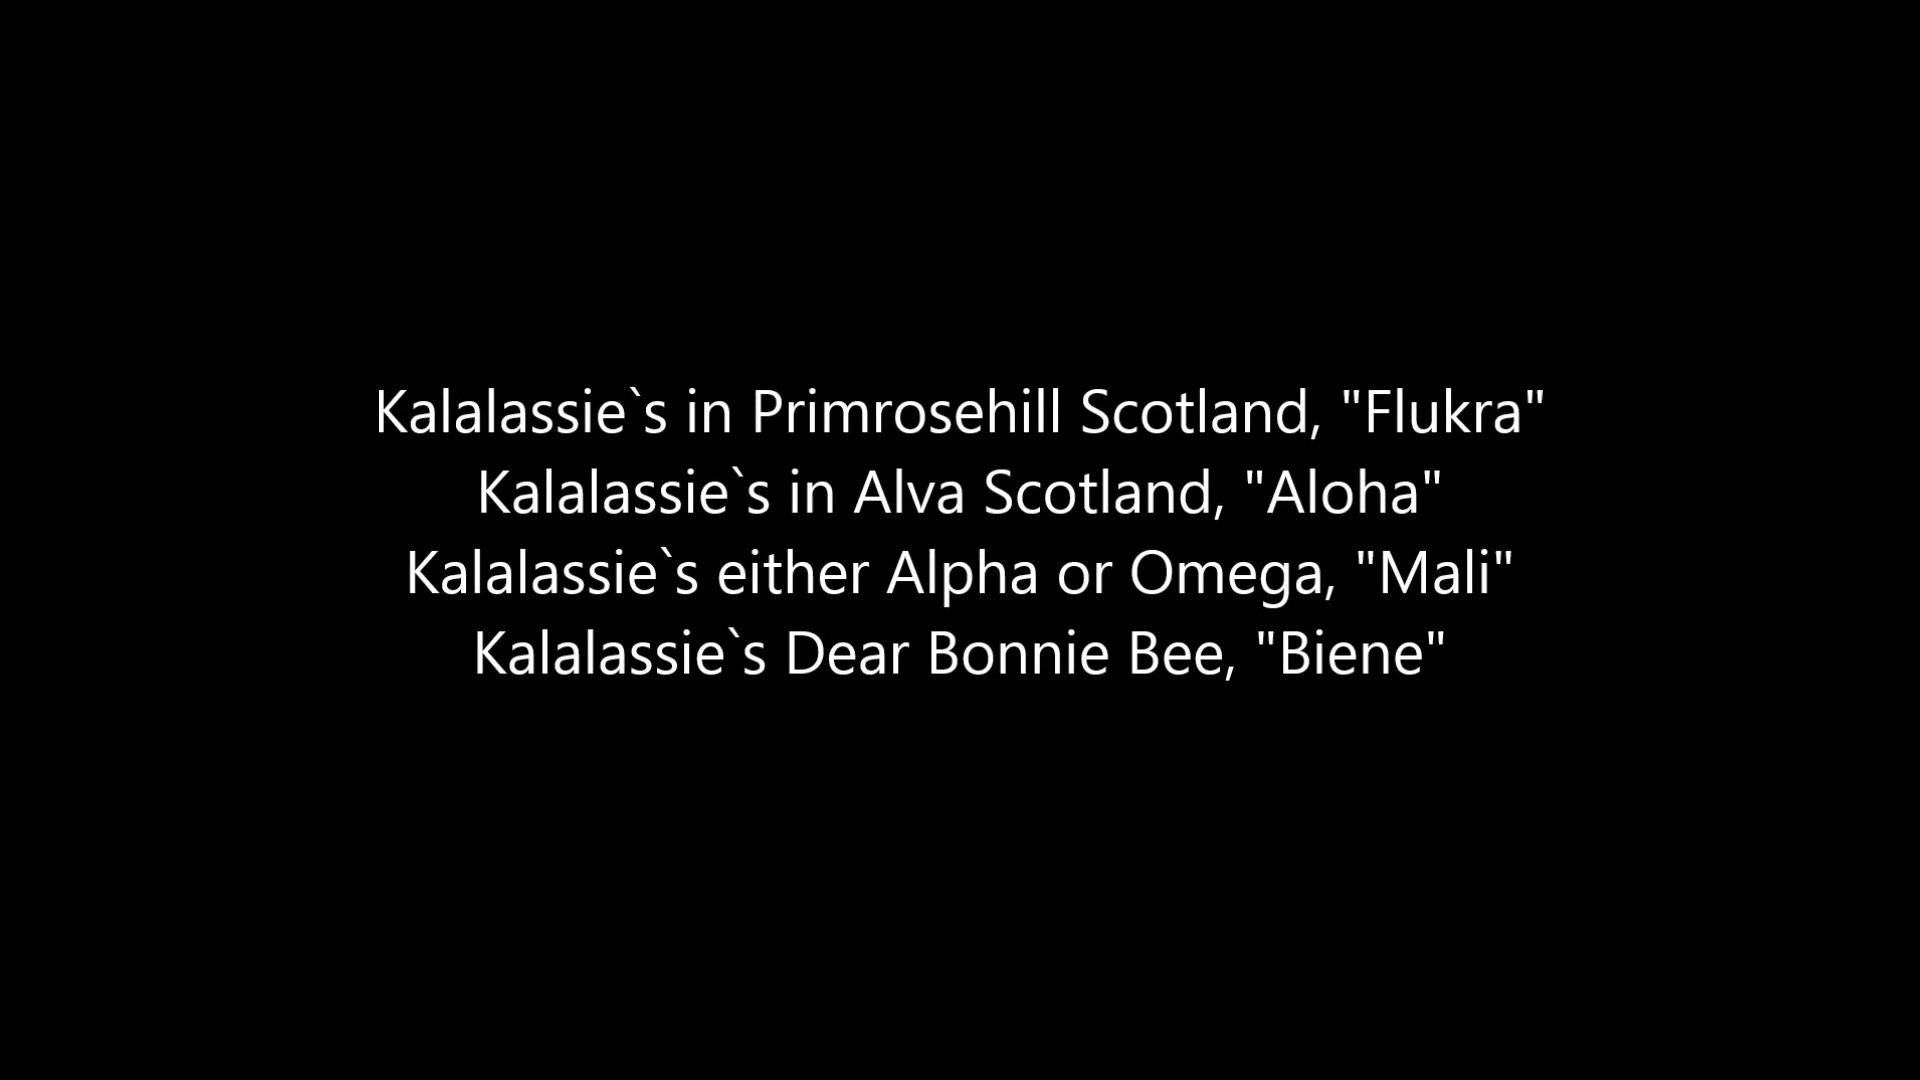 Kalalassie`s in Primrosehill Scotland, "Flukra"
Kalalassie`s in Alva Scotland, "Aloha"
Kalalassie`s either Alpha or Omega, "Mali"
Kalalassie`s Dear Bonnie Bee, "Biene"